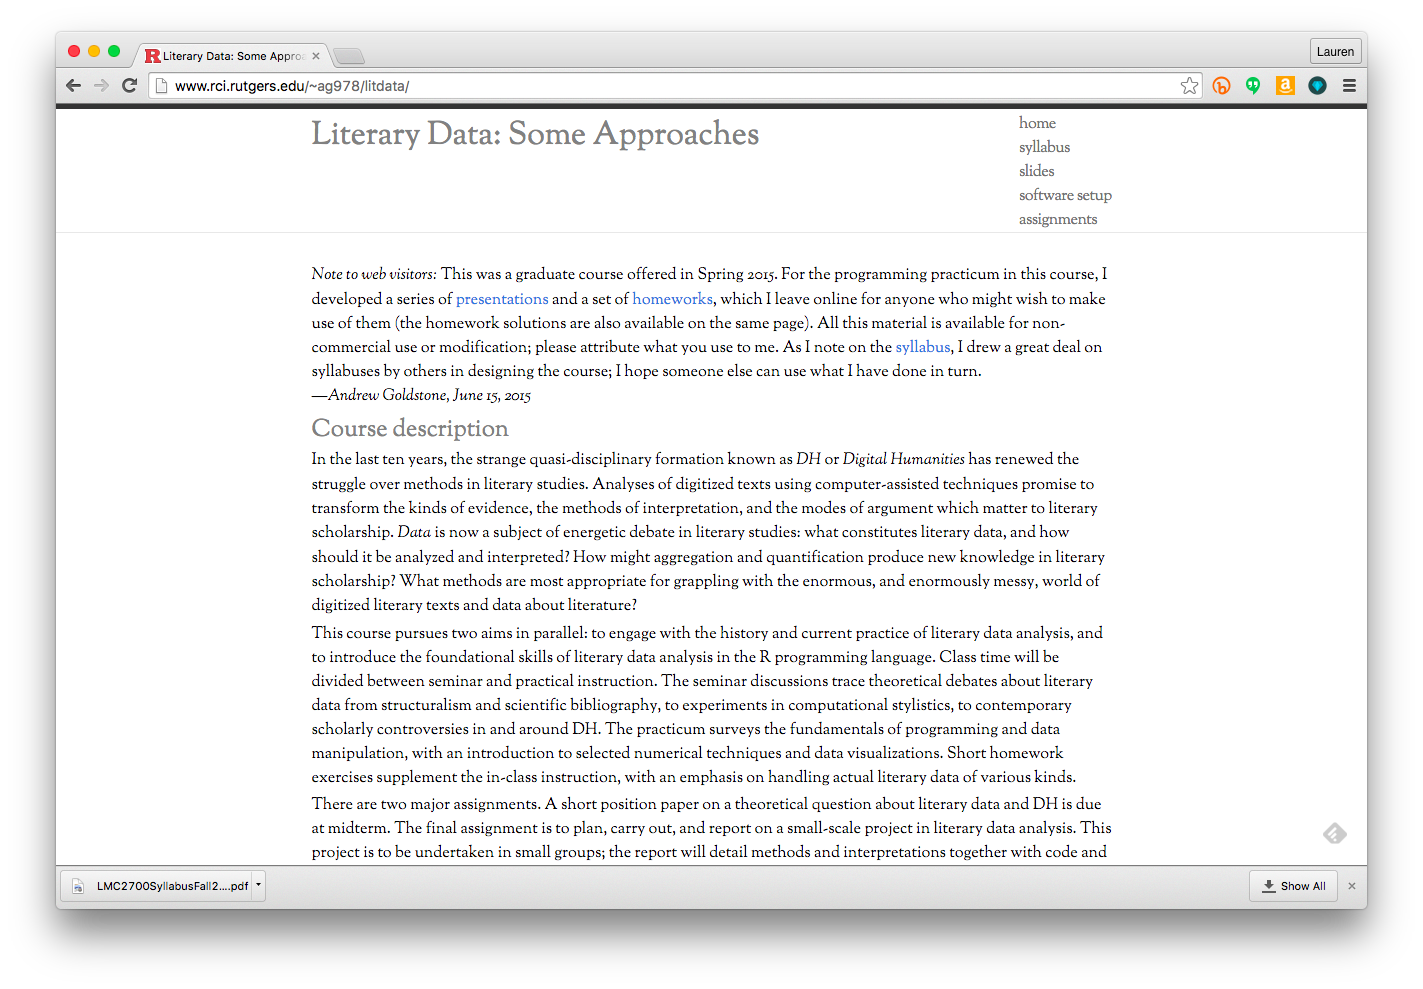 Literary Data: Some Appro
Lauren
www.rci.rutgers.edu/~ag978/litdata/
Literary Data: Some Approaches
home
syllabus
slides
software setup
assignments
Note to web visitors: This was a graduate course offered in Spring 2015. For the programming practicum in this course, I
developed a series of presentations and a set of homeworks, which I leave online for anyone who might wish to make
use of them (the homework solutions are also available on the same page). All this material is available for non-
commercial use or modification; please attribute what you use to me. As I note on the syllabus, I drew a great deal on
syllabuses by others in designing the course; I hope someone else can use what I have done in turn.
—Andrew Goldstone, June 15, 2015
Course description
In the last ten years, the strange quasi-disciplinary formation known as DH or Digital Humanities has renewed the
struggle over methods in literary studies. Analyses of digitized texts using computer-assisted techniques promise to
transform the kinds of evidence, the methods of interpretation, and the modes of argument which matter to literary
scholarship. Data is now a subject of energetic debate in literary studies: what constitutes literary data, and how
should it be analyzed and interpreted? How might aggregation and quantification produce new knowledge in literary
scholarship? What methods are most appropriate for grappling with the enormous, and enormously messy, world of
digitized literary texts and data about literature?
This course pursues two aims in parallel: to engage with the history and current practice of literary data analysis, and
to introduce the foundational skills of literary data analysis in the R programming language. Class time will be
divided between seminar and practical instruction. The seminar discussions trace theoretical debates about literary
data from structuralism and scientific bibliography, to experiments in computational stylistics, to contemporary
scholarly controversies in and around DH. The practicum surveys the fundamentals of programming and data
manipulation, with an introduction to selected numerical techniques and data visualizations. Short homework
exercises supplement the in-class instruction, with an emphasis on handling actual literary data of various kinds.
There are two major assignments. A short position paper on a theoretical question about literary data and DH is due
at midterm. The final assignment is to plan, carry out, and report on a small-scale project in literary data analysis. This
project is to be undertaken in small groups; the report will detail methods and interpretations together with code and
LMC2700SyllabusFall2....pdf
Show All